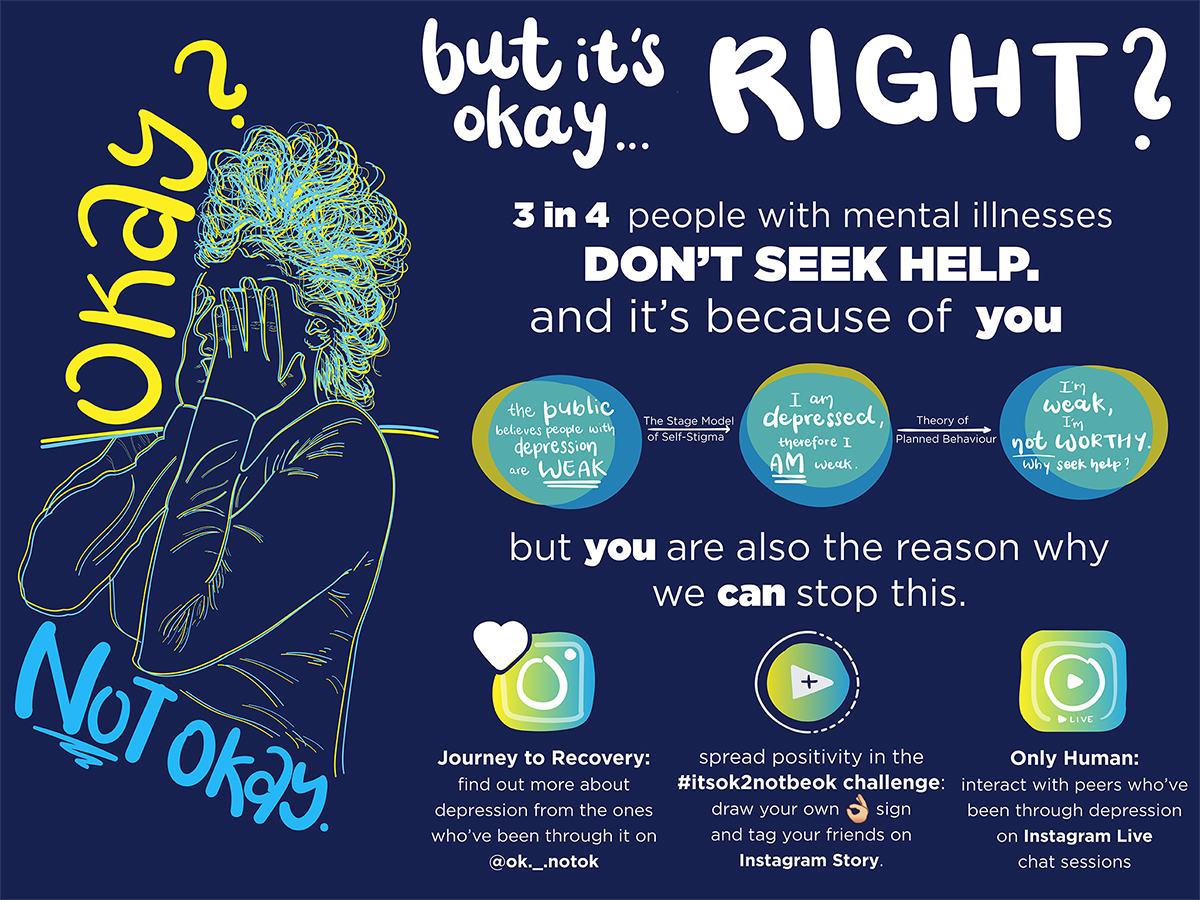 okay?
NOT okay.
but it's
okay...
RIGHT?
3 in 4 people with mental illnesses
DON'T SEEK HELP.
and it's because of you
the public
believes people with
depression
are WEAK
The Stage Model
of Self-Stigma
I am
depressed,
therefore I
AM weak.
Theory of
Planned Behaviour
I'm
weak,
I'm
not WORTHY.
Why seek help?
but you are also the reason why
we can stop this.
Journey to Recovery:
find out more about
depression from the ones
who've been through it on
@ok._.notok
spread positivity in the
#itsok2notbeok challenge:
draw your own 👌 sign
and tag your friends on
Instagram Story.
LIVE
Only Human:
interact with peers who've
been through depression
on Instagram Live
chat sessions